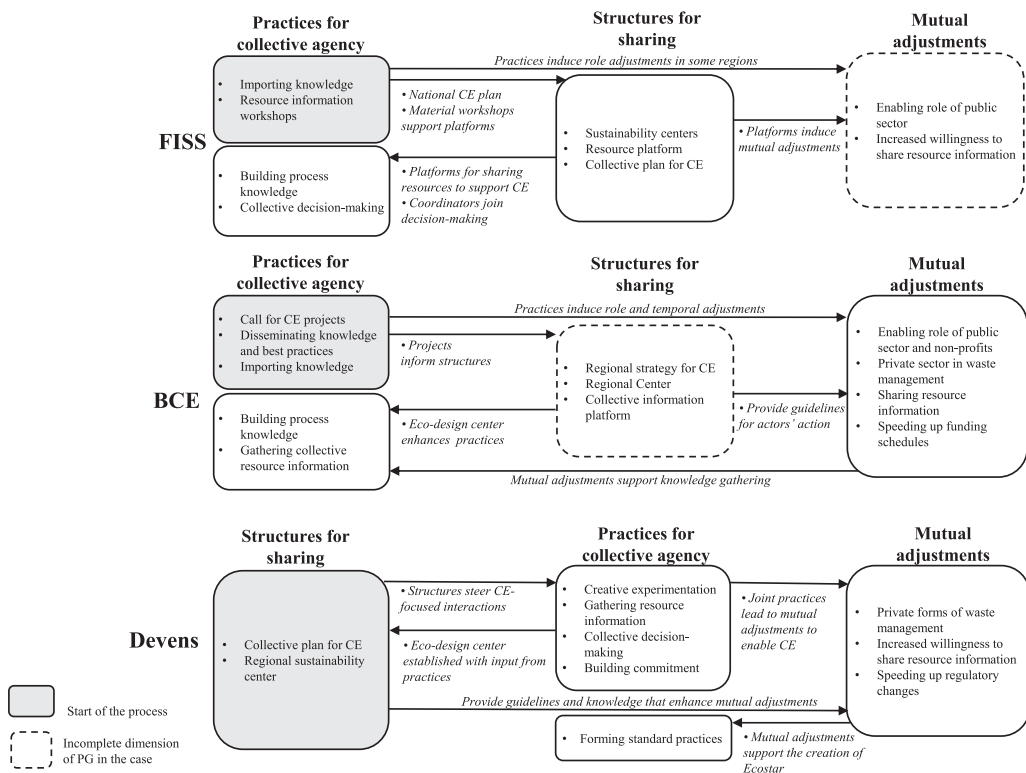 Practices for
collective agency
Structures for
sharing
Mutual
adjustments
Practices induce role adjustments in some regions
• Importing knowledge
• Resource information
workshops
• National CE plan
• Material workshops
support platforms
• Sustainability centers
• Resource platform
• Collective plan for CE
• Platforms induce
mutual adjustments
• Enabling role of public
sector
• Increased willingness to
share resource information
FISS
• Building process
knowledge
• Collective decision-making
• Platforms for sharing
resources to support CE
• Coordinators join
decision-making
Practices for
collective agency
Structures for
sharing
Mutual
adjustments
Practices induce role and temporal adjustments
• Call for CE projects
• Disseminating knowledge
and best practices
• Importing knowledge
• Projects
inform structures
• Regional strategy for CE
• Regional Center
• Collective information
platform
• Provide guidelines
for actors' action
• Enabling role of public
sector and non-profits
• Private sector in waste
management
• Sharing resource
information
• Speeding up funding
schedules
BCE
• Building process
knowledge
• Gathering collective
resource information
• Eco-design center
enhances practices
Mutual adjustments support knowledge gathering
Structures for
sharing
Practices for
collective agency
Mutual
adjustments
Devens
• Collective plan for CE
• Regional sustainability
center
• Structures steer CE-
focused interactions
• Eco-design center
established with input from
practices
• Creative experimentation
• Gathering resource
information
• Collective decision-
making
• Building commitment
• Joint practices
lead to mutual
adjustments to
enable CE
• Private forms of waste
management
• Increased willingness to
share resource information
• Speeding up regulatory
changes
Provide guidelines and knowledge that enhance mutual adjustments
• Forming standard practices
• Mutual adjustments
support the creation of
Ecostar
Start of the process
Incomplete dimension
of PG in the case